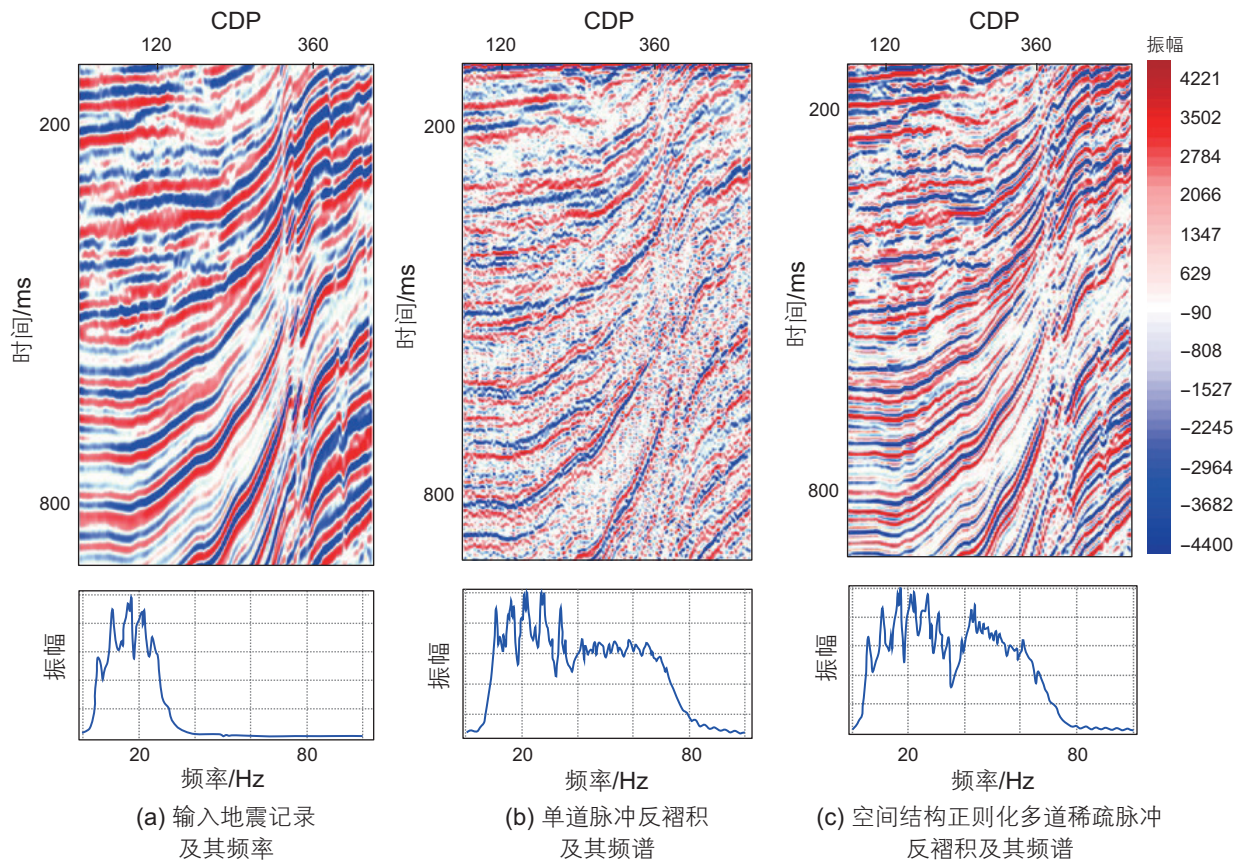 CDP
120
360
200
800
时间/ms
CDP
120
360
200
800
时间/ms
CDP
120
360
200
800
时间/ms
振幅
4221
3502
2784
2066
1347
629
−90
−808
−1527
−2245
−2964
−3682
−4400
振幅
20
80
频率/Hz
振幅
20
80
频率/Hz
振幅
20
80
频率/Hz
(a) 输入地震记录
及其频率
(b) 单道脉冲反褶积
及其频谱
(c) 空间结构正则化多道稀疏脉冲
反褶积及其频谱